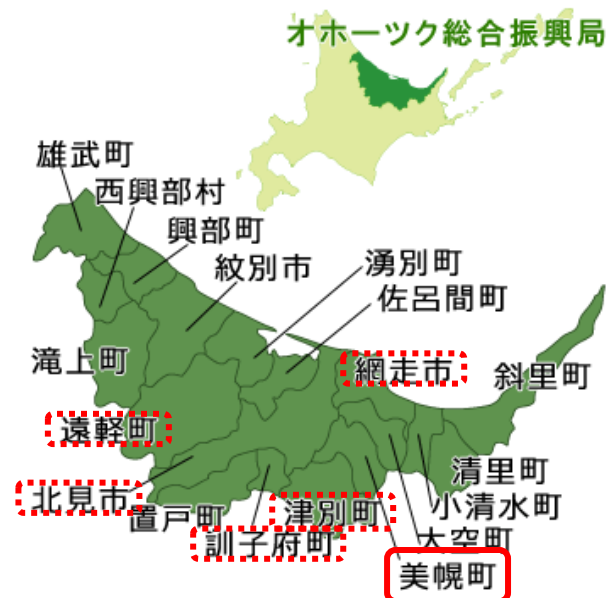 オホーツク総合振興局
雄武町
西興部村
興部町
紋別市
湧別町
佐呂間町
滝上町
網走市
斜里町
遠軽町
清里町
北見市
小清水町
置戸町
津別町
大空町
訓子府町
美幌町